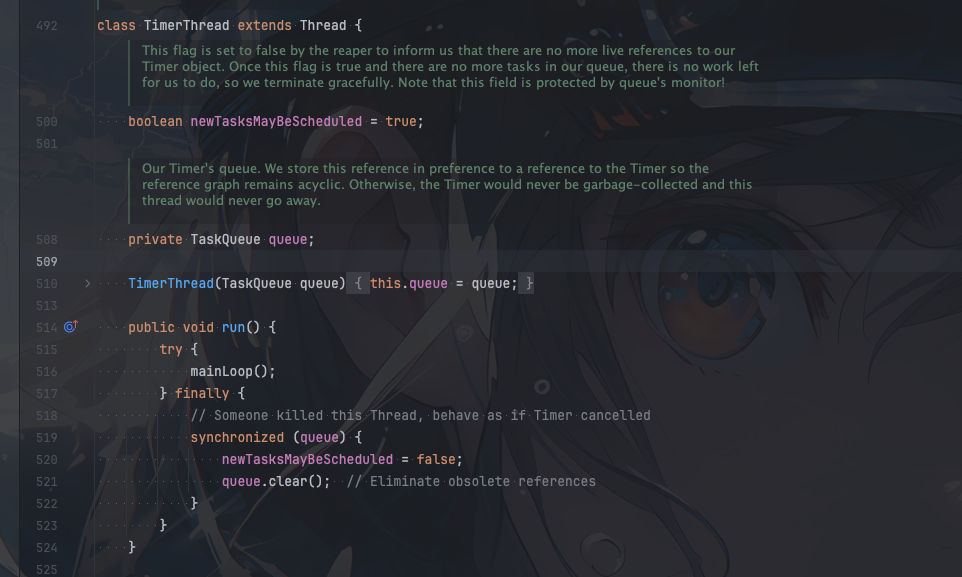 492 class TimerThread extends Thread {
This flag is set to false by the reaper to inform us that there are no more live references to our
Timer object. Once this flag is true and there are no more tasks in our queue, there is no work left
for us to do, so we terminate gracefully. Note that this field is protected by queue's monitor!
500 boolean newTasksMayBeScheduled = true;
501
Our Timer's queue. We store this reference in preference to a reference to the Timer so the
reference graph remains acyclic. Otherwise, the Timer would never be garbage-collected and this
thread would never go away.
508 private TaskQueue queue;
509
510 TimerThread(TaskQueue queue) { this.queue = queue; }
513
514 public void run() {
515 try {
516 mainLoop();
517 } finally {
518 // Someone killed this Thread, behave as if Timer cancelled
519 synchronized (queue) {
520 newTasksMayBeScheduled = false;
521 queue.clear(); // Eliminate obsolete references
522 }
523 }
524 }
525